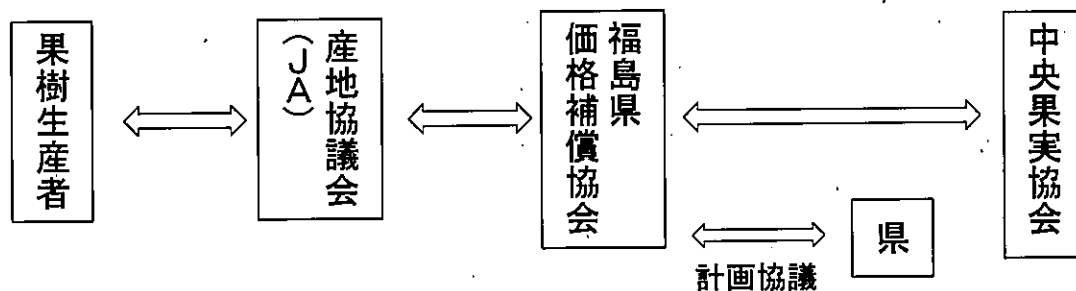 果樹生産者
産地協議会
（ＪＡ）
福島県
価格補償協会
中央果実協会
県
計画協議